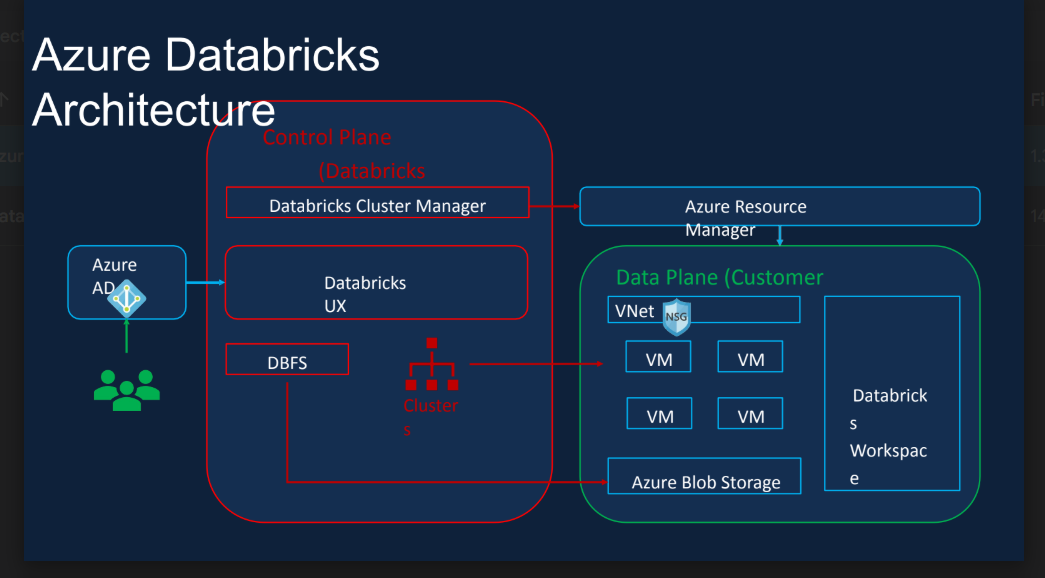 Azure Databricks
Architecture
Control Plane
(Databricks
Databricks Cluster Manager
Azure Resource
Manager
Azure
AD
Databricks
UX
Data Plane (Customer
VNet
NSG
VM
VM
DBFS
Cluster
s
VM
VM
Databrick
s
Workspac
e
Azure Blob Storage